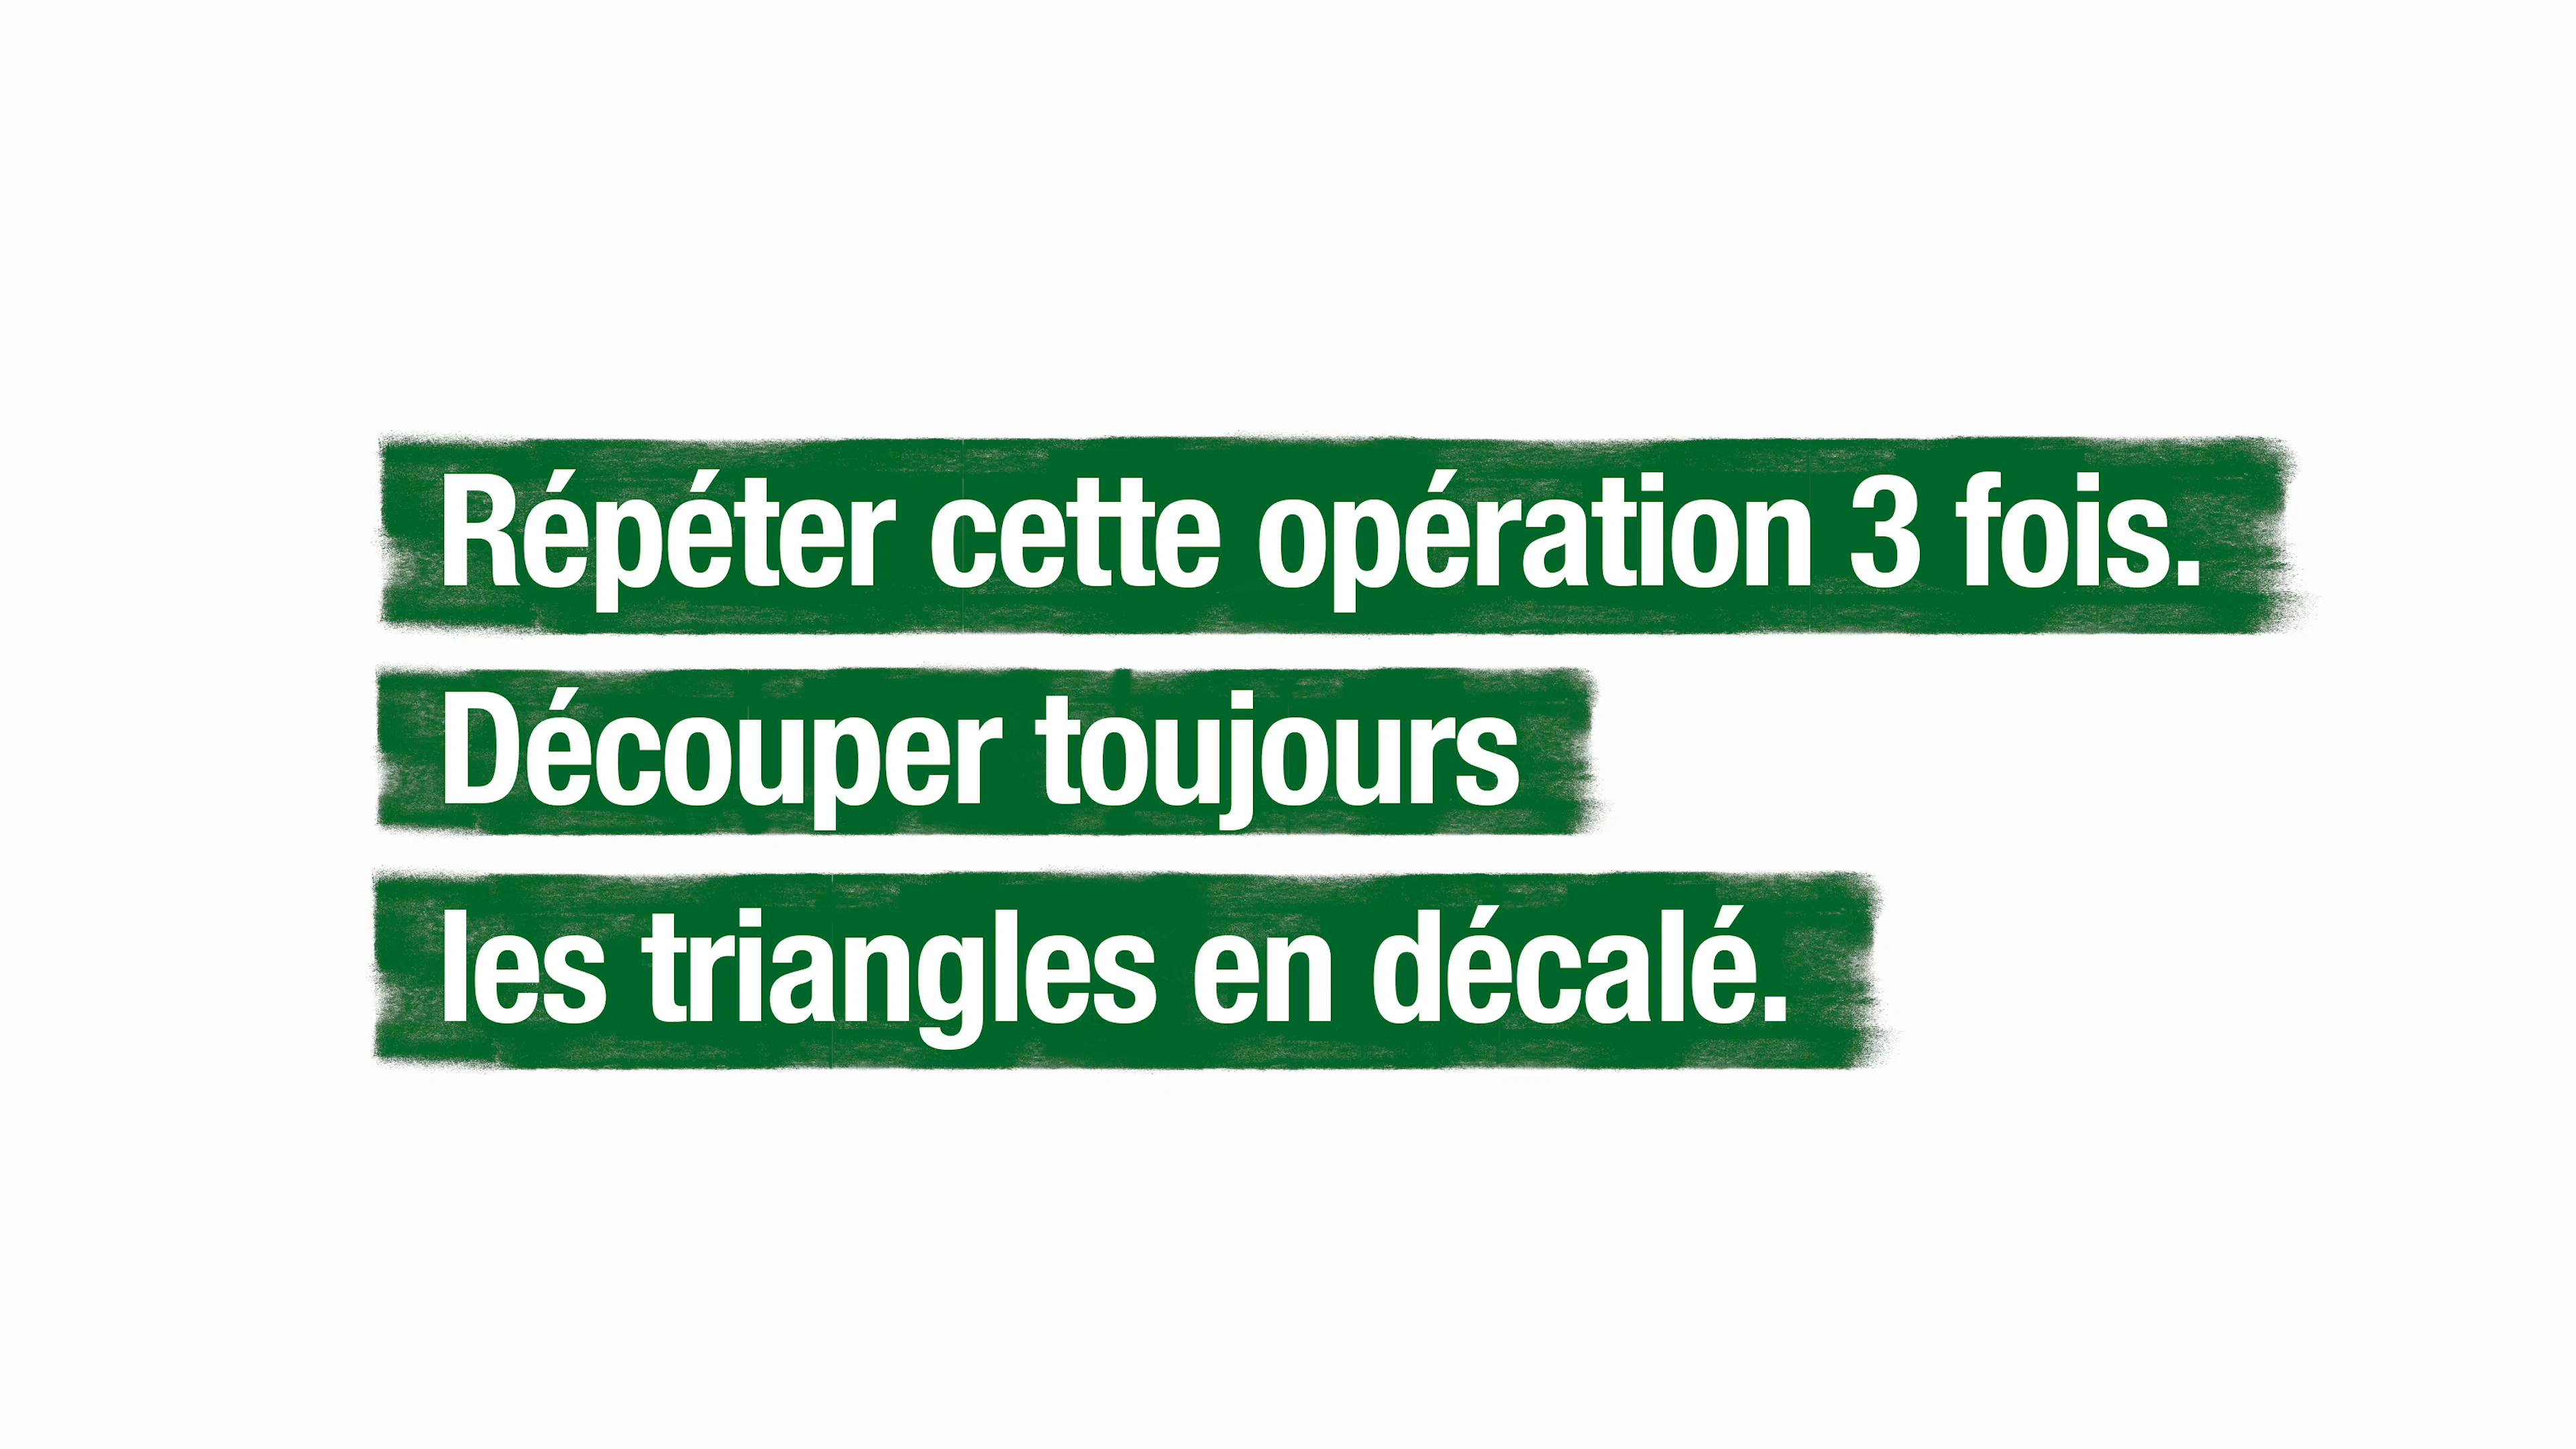 Répéter cette opération 3 fois.
Découper toujours
les triangles en décalé.